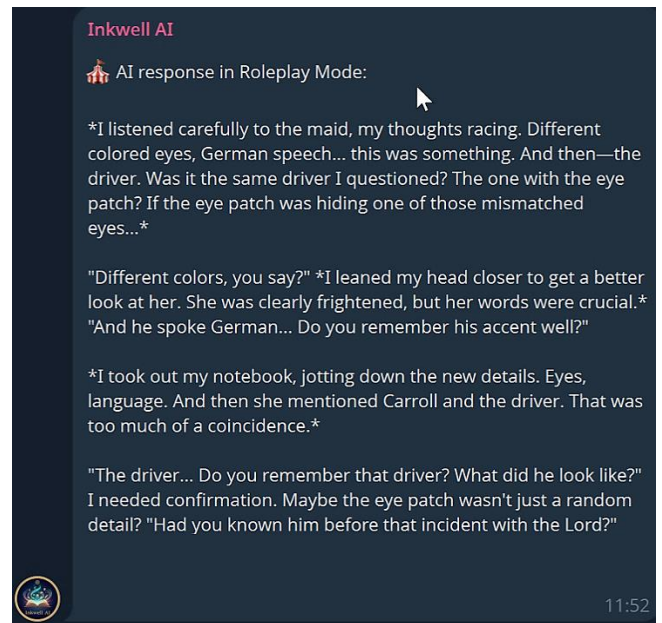 Inkwell AI
🎪 AI response in Roleplay Mode:
*I listened carefully to the maid, my thoughts racing. Different
colored eyes, German speech... this was something. And then—the
driver. Was it the same driver I questioned? The one with the eye
patch? If the eye patch was hiding one of those mismatched
eyes...*
"Different colors, you say?" *I leaned my head closer to get a better
look at her. She was clearly frightened, but her words were crucial.*
"And he spoke German... Do you remember his accent well?"
*I took out my notebook, jotting down the new details. Eyes,
language. And then she mentioned Carroll and the driver. That was
too much of a coincidence.*
"The driver... Do you remember that driver? What did he look like?"
I needed confirmation. Maybe the eye patch wasn't just a random
detail? "Had you known him before that incident with the Lord?"
Inkwell AI
11:52